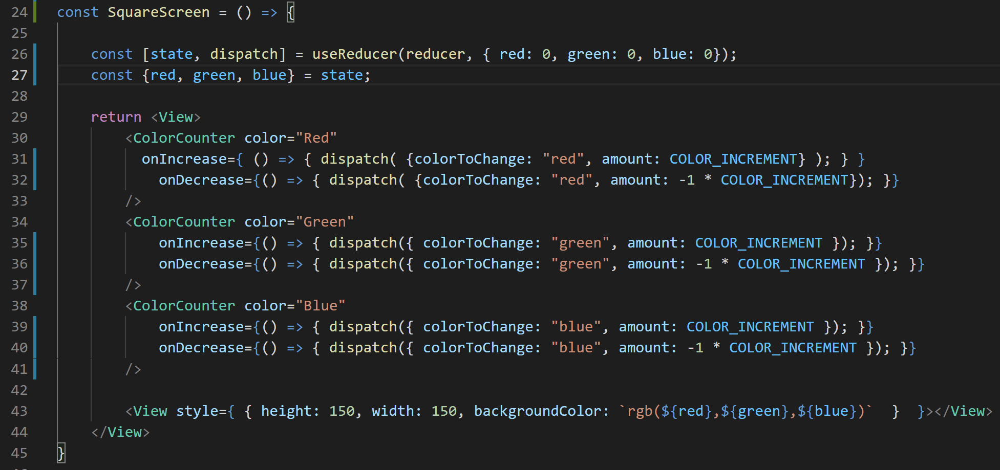 24 const SquareScreen = () => {
25
26 const [state, dispatch] = useReducer(reducer, { red: 0, green: 0, blue: 0});
27 const {red, green, blue} = state;
28
29 return <View>
30 <ColorCounter color="Red"
31 onIncrease={ () => { dispatch( {colorToChange: "red", amount: COLOR_INCREMENT} ); } }
32 onDecrease={() => { dispatch( {colorToChange: "red", amount: -1 * COLOR_INCREMENT}); }}
33 />
34 <ColorCounter color="Green"
35 onIncrease={() => { dispatch({ colorToChange: "green", amount: COLOR_INCREMENT }); }}
36 onDecrease={() => { dispatch({ colorToChange: "green", amount: -1 * COLOR_INCREMENT }); }}
37 />
38 <ColorCounter color="Blue"
39 onIncrease={() => { dispatch({ colorToChange: "blue", amount: COLOR_INCREMENT }); }}
40 onDecrease={() => { dispatch({ colorToChange: "blue", amount: -1 * COLOR_INCREMENT }); }}
41 />
42
43 <View style={ { height: 150, width: 150, backgroundColor: `rgb(${red},${green},${blue})`  }  }></View>
44 </View>
45 }